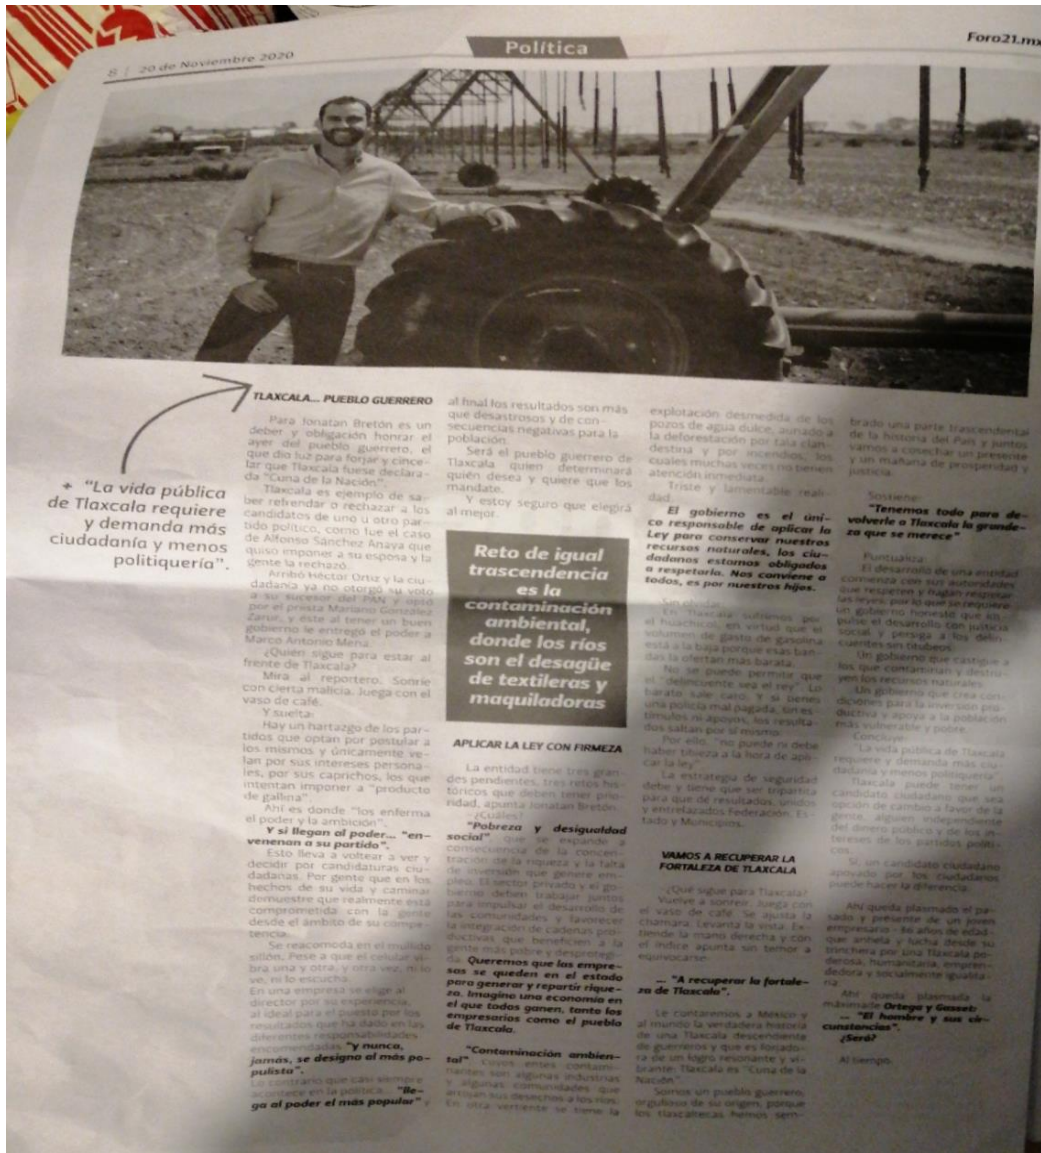 8 | 20 de Noviembre 2020
Política
Foro21.mx
+ "La vida pública
de Tlaxcala requiere
y demanda más
ciudadanía y menos
politiquería".
TLAXCALA... PUEBLO GUERRERO
Para Jonatan Bretón es un
deber y obligación honrar el
ayer del pueblo guerrero, el
que dio luz para forjar y cince-
lar que Tlaxcala fuese declara-
da "Cuna de la Nación".
Tlaxcala es ejemplo de sa-
ber refrendar o rechazar a los
candidatos de uno u otro par-
tido político, como fue el caso
de Alfonso Sánchez Anaya que
quiso imponer a su esposa y la
gente la rechazó.
Arribó Héctor Ortiz y la ciu-
dadanía ya no otorgó su voto
a su sucesor del PAN y optó
por el priista Mariano González
Zarur, y éste al tener un buen
gobierno le entregó el poder a
Marco Antonio Mena.
¿Quién sigue para estar al
frente de Tlaxcala?
Mira al reportero. Sonríe
con cierta malicia. Juega con el
vaso de café.
Y suelta:
Hay un hartazgo de los par-
tidos que optan por postular a
los mismos y únicamente ve-
lan por sus intereses persona-
les, por sus caprichos, los que
intentan imponer a "producto
de gallina".
Ahí es donde "los enferma
el poder y la ambición".
Y si llegan al poder... "en-
venenan a su partido".
Esto lleva a voltear a ver y
decidir por candidaturas ciu-
dadanas. Por gente que en los
hechos de su vida y caminar
demuestre que realmente está
comprometida con la gente
desde el ámbito de su compe-
tencia.
Se reacomoda en el mullido
sillón. Pese a que el celular vi-
bra una y otra, y otra vez, ni lo
ve, ni lo escucha.
En una empresa se elige al
director por su experiencia,
al ideal para el puesto por los
resultados que ha dado en las
diferentes responsabilidades
encomendadas "y nunca,
jamás, se designa al más po-
pulista".
Lo contrario que casi siempre
acontece en la política "lle-
ga al poder el más popular" y
al final los resultados son más
que desastrosos y de con-
secuencias negativas para la
población.
Será el pueblo guerrero de
Tlaxcala quien determinará
quién desea y quiere que los
mandate.
Y estoy seguro que elegirá
al mejor.
Reto de igual
trascendencia
es la
contaminación
ambiental,
donde los ríos
son el desagüe
de textileras y
maquiladoras
APLICAR LA LEY CON FIRMEZA
La entidad tiene tres gran-
des pendientes, tres retos his-
tóricos que deben tener prio-
ridad, apunta Jonatan Bretón.
-¿Cuáles?
"Pobreza y desigualdad
social" que se expande a
consecuencia de la concen-
tración de la riqueza y la falta
de inversión que genere em-
pleo. El sector privado y el go-
bierno deben trabajar juntos
para impulsar el desarrollo de
las comunidades y favorecer
la integración de cadenas pro-
ductivas que beneficien a la
gente más pobre y desprotegi-
da. Queremos que las empre-
sas se queden en el estado
para generar y repartir rique-
za. Imagino una economía en
el que todos ganen, tanto los
empresarios como el pueblo
de Tlaxcala.
"Contaminación ambien-
tal" cuyos entes contami-
nantes son algunas industrias
y algunas comunidades que
arrojan sus desechos a los ríos.
En otra vertiente se tiene la
explotación desmedida de los
pozos de agua dulce, aunado a
la deforestación por tala clan-
destina y por incendios, los
cuales muchas veces no tienen
atención inmediata.
Triste y lamentable reali-
dad.
El gobierno es el úni-
co responsable de aplicar la
Ley para conservar nuestros
recursos naturales, los ciu-
dadanos estamos obligados
a respetarla. Nos conviene a
todos, es por nuestros hijos.
Sin olvidar:
En Tlaxcala sufrimos por
el huachicol, en virtud que el
volumen de gasto de gasolina
está a la baja porque esas ban-
das la ofertan más barata.
No se puede permitir que
el "delincuente sea el rey". Lo
barato sale caro. Y si tienes
una policía mal pagada, sin es-
tímulos ni apoyos, los resulta-
dos saltan por sí mismo.
Por ello, "no puede ni debe
haber tibieza a la hora de apli-
car la ley".
La estrategia de seguridad
debe y tiene que ser tripartita
para que dé resultados, unidos
y entrelazados Federación, Es-
tado y Municipios.
VAMOS A RECUPERAR LA
FORTALEZA DE TLAXCALA
¿Qué sigue para Tlaxcala?
Vuelve a sonreír. Juega con
el vaso de café. Se ajusta la
chamarra. Levanta la vista. Ex-
tiende la mano derecha y con
el índice apunta sin temor a
equivocarse:
... "A recuperar la fortale-
za de Tlaxcala".
Le contaremos a México y
al mundo la verdadera historia
de una Tlaxcala descendiente
de guerreros y que es forjado-
ra de un logro resonante y vi-
brante: Tlaxcala es "Cuna de la
Nación".
Somos un pueblo guerrero,
orgulloso de su origen, porque
los tlaxcaltecas hemos sem-
brado una parte trascendental
de la historia del País y juntos
vamos a cosechar un presente
y un mañana de prosperidad y
justicia.
Sostiene:
"Tenemos todo para de-
volverle a Tlaxcala la grande-
za que se merece"
Puntualiza:
El desarrollo de una entidad
comienza con sus autoridades
que respeten y hagan respetar
las leyes, por lo que se requiere
un gobierno honesto que im-
pulse el desarrollo con justicia
social y persiga a los delin-
cuentes sin titubeos.
Un gobierno que castigue a
los que contaminan y destru-
yen los recursos naturales.
Un gobierno que cree con-
diciones para la inversión pro-
ductiva y apoya a la población
más vulnerable y pobre.
Concluye:
"La vida pública de Tlaxcala
requiere y demanda más ciu-
dadanía y menos politiquería".
Tlaxcala puede tener un
candidato ciudadano que sea
opción de cambio a favor de la
gente, alguien independiente
del dinero público y de los in-
tereses de los partidos políti-
cos.
Sí, un candidato ciudadano
apoyado por los ciudadanos
puede hacer la diferencia.
Ahí queda plasmado el pa-
sado y presente de un joven
empresario - 36 años de edad -
que anhela y lucha desde su
trinchera por una Tlaxcala po-
derosa, humanitaria, empren-
dedora y socialmente igualita-
ria.
Ahí queda plasmada la
máxima de Ortega y Gasset:
... "El hombre y sus cir-
cunstancias".
¿Será?
Al tiempo.